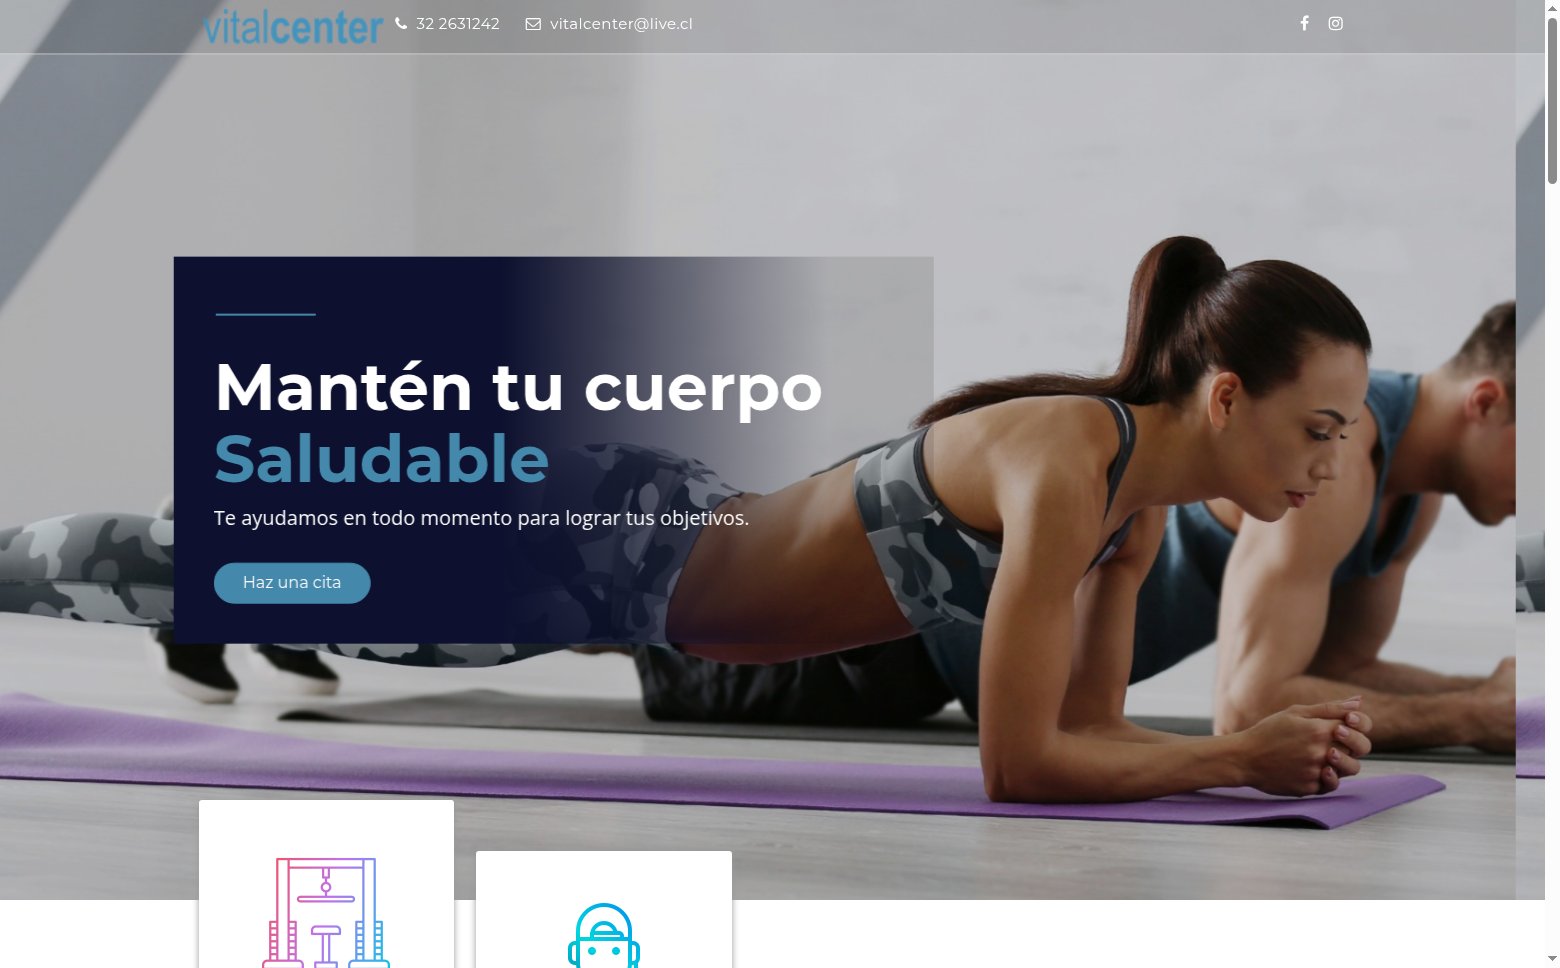 vitalcenter
32 2631242
vitalcenter@live.cl
Mantén tu cuerpo
Saludable
Te ayudamos en todo momento para lograr tus objetivos.
Haz una cita